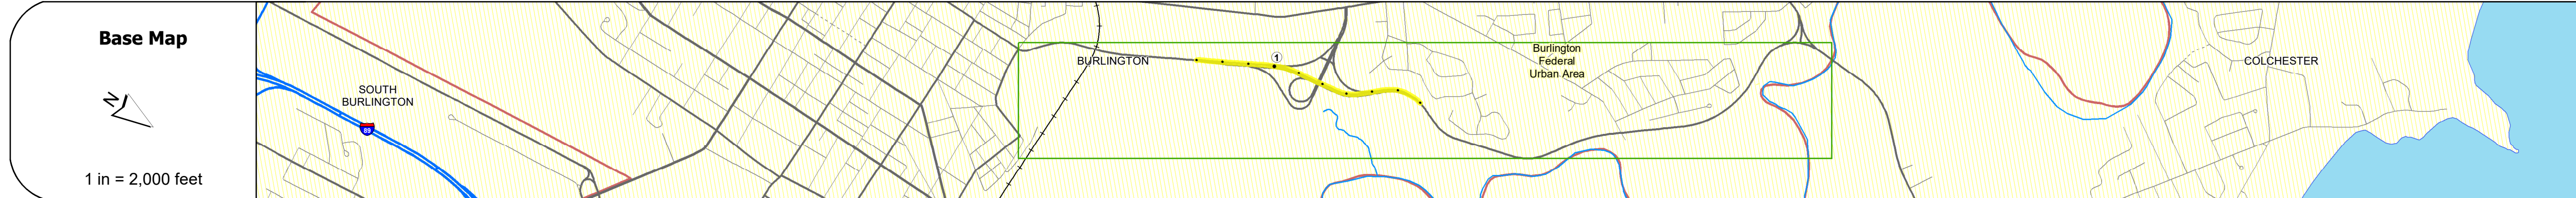 Base Map
N
1 in = 2,000 feet
SOUTH
BURLINGTON
89
BURLINGTON
1
Burlington
Federal
Urban Area
COLCHESTER